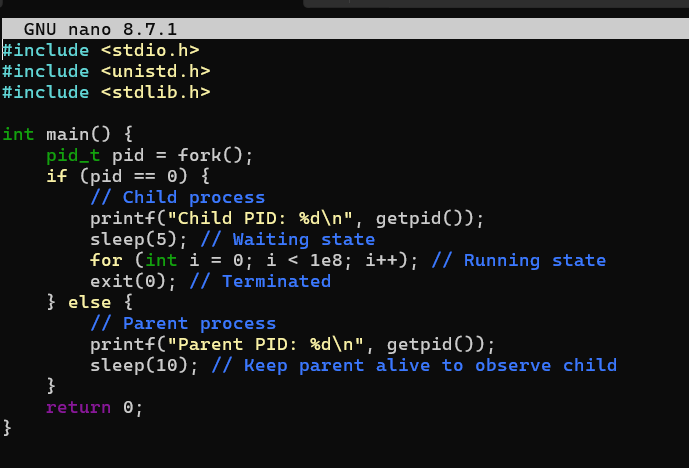 GNU nano 8.7.1
#include <stdio.h>
#include <unistd.h>
#include <stdlib.h>

int main() {
    pid_t pid = fork();
    if (pid == 0) {
        // Child process
        printf("Child PID: %d\n", getpid());
        sleep(5); // Waiting state
        for (int i = 0; i < 1e8; i++); // Running state
        exit(0); // Terminated
    } else {
        // Parent process
        printf("Parent PID: %d\n", getpid());
        sleep(10); // Keep parent alive to observe child
    }
    return 0;
}